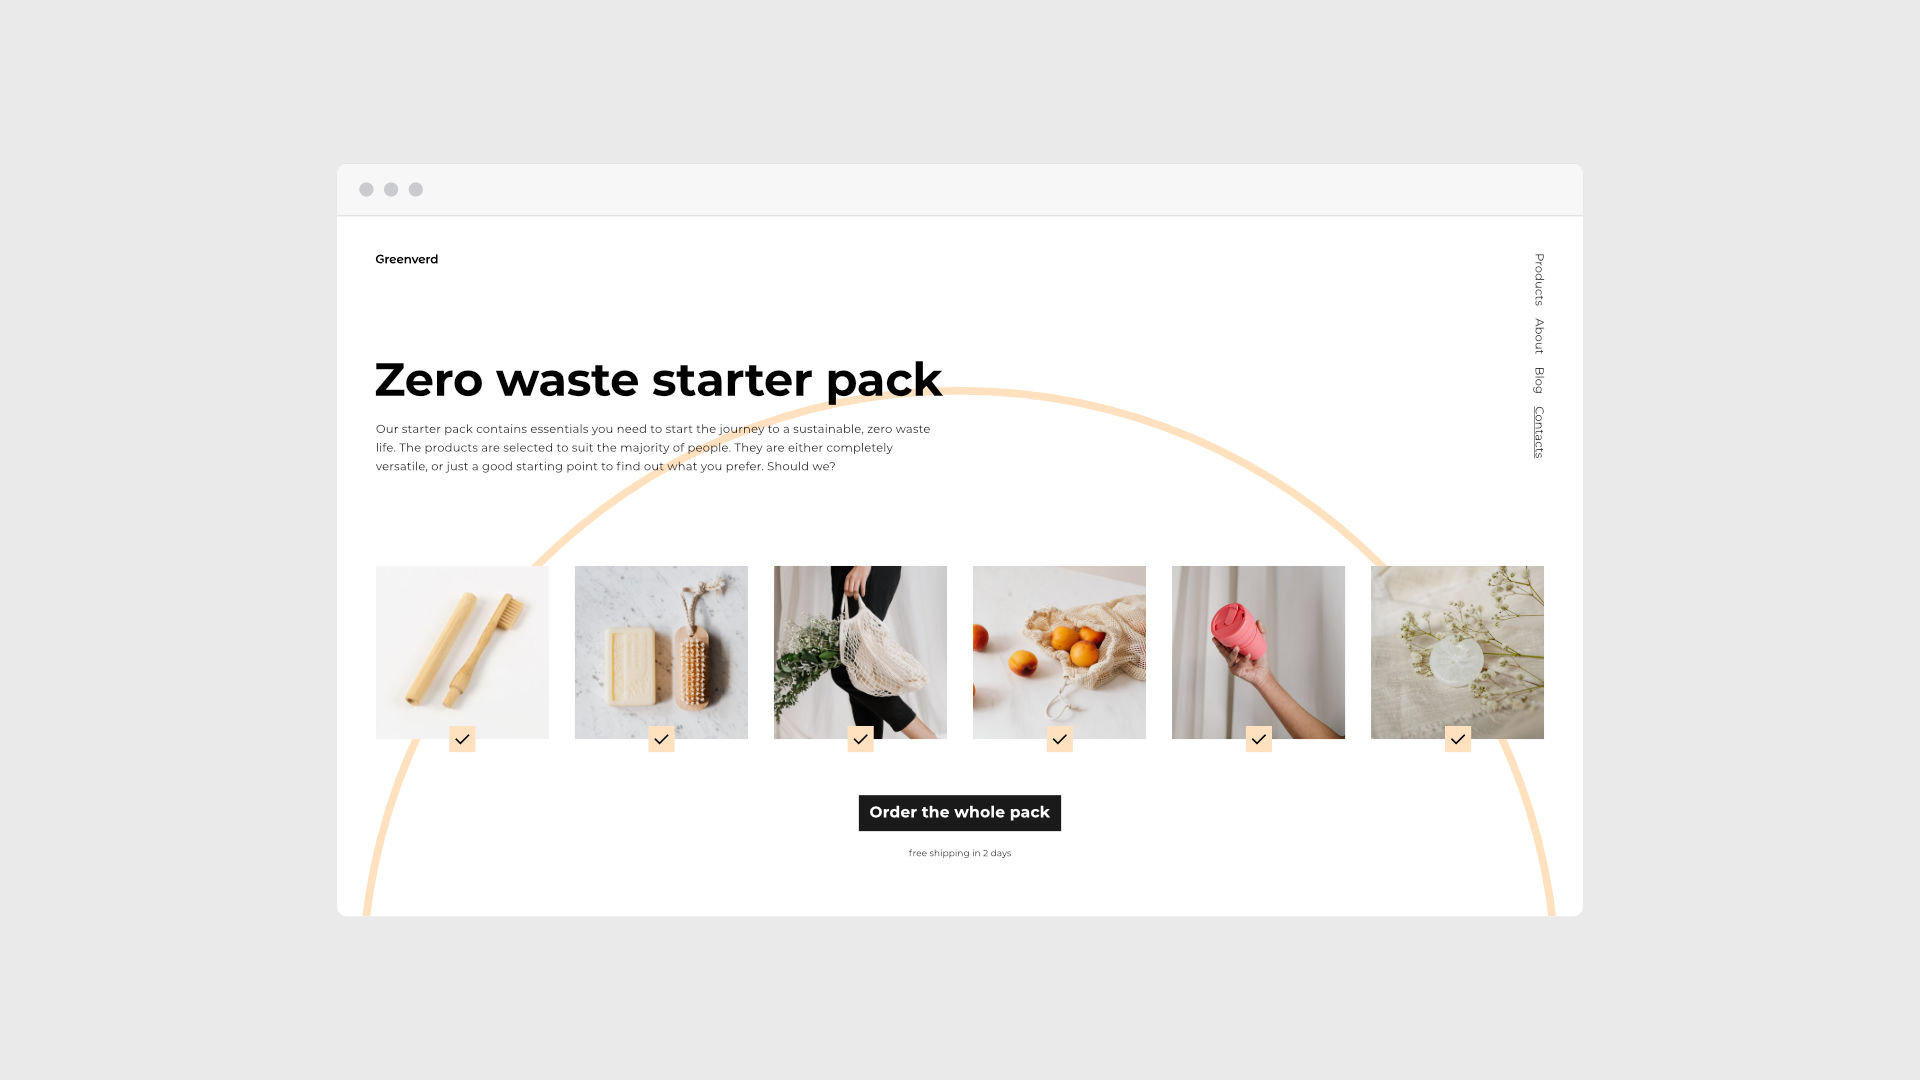 Greenverd
Products About Blog Contacts
Zero waste starter pack
Our starter pack contains essentials you need to start the journey to a sustainable, zero waste
life. The products are selected to suit the majority of people. They are either completely
versatile, or just a good starting point to find out what you prefer. Should we?
Order the whole pack
free shipping in 2 days